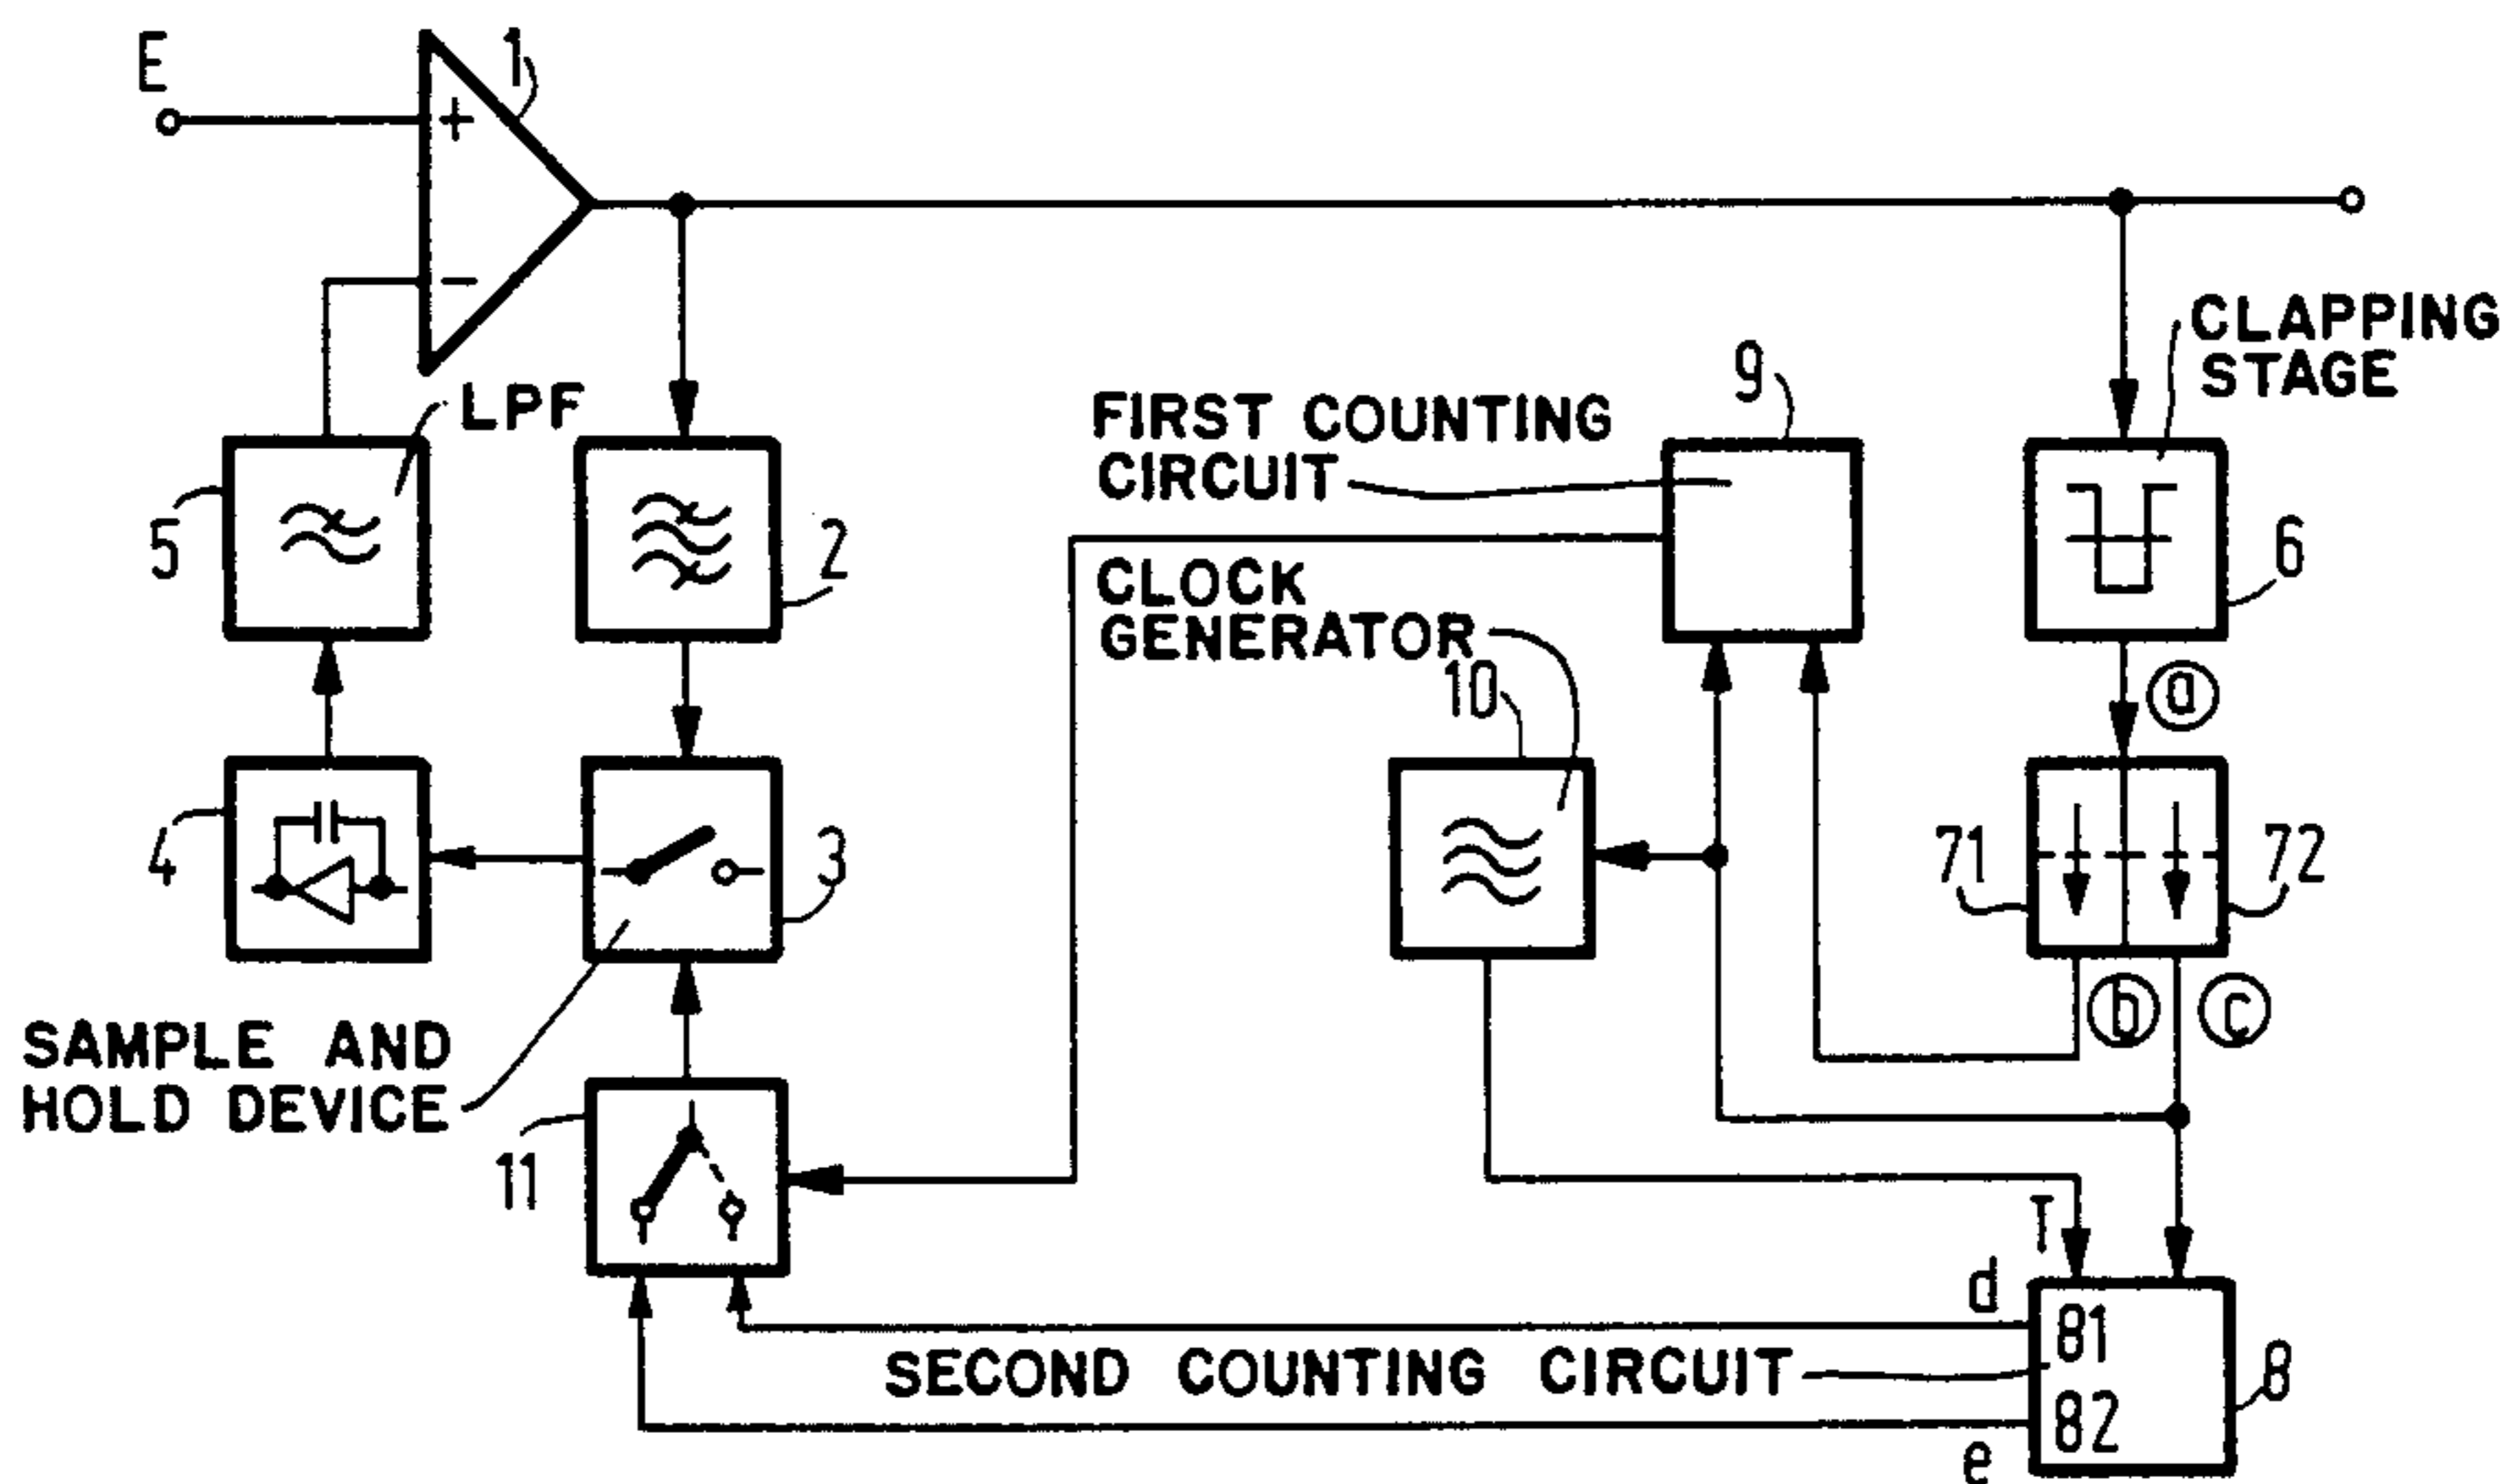 E
1
+
-
CLAPPING
STAGE
LPF
FIRST COUNTING
CIRCUIT
9
5
2
6
CLOCK
GENERATOR
10
a
4
3
71
72
b
c
SAMPLE AND
HOLD DEVICE
11
T
d
81
SECOND COUNTING CIRCUIT
8
82
e